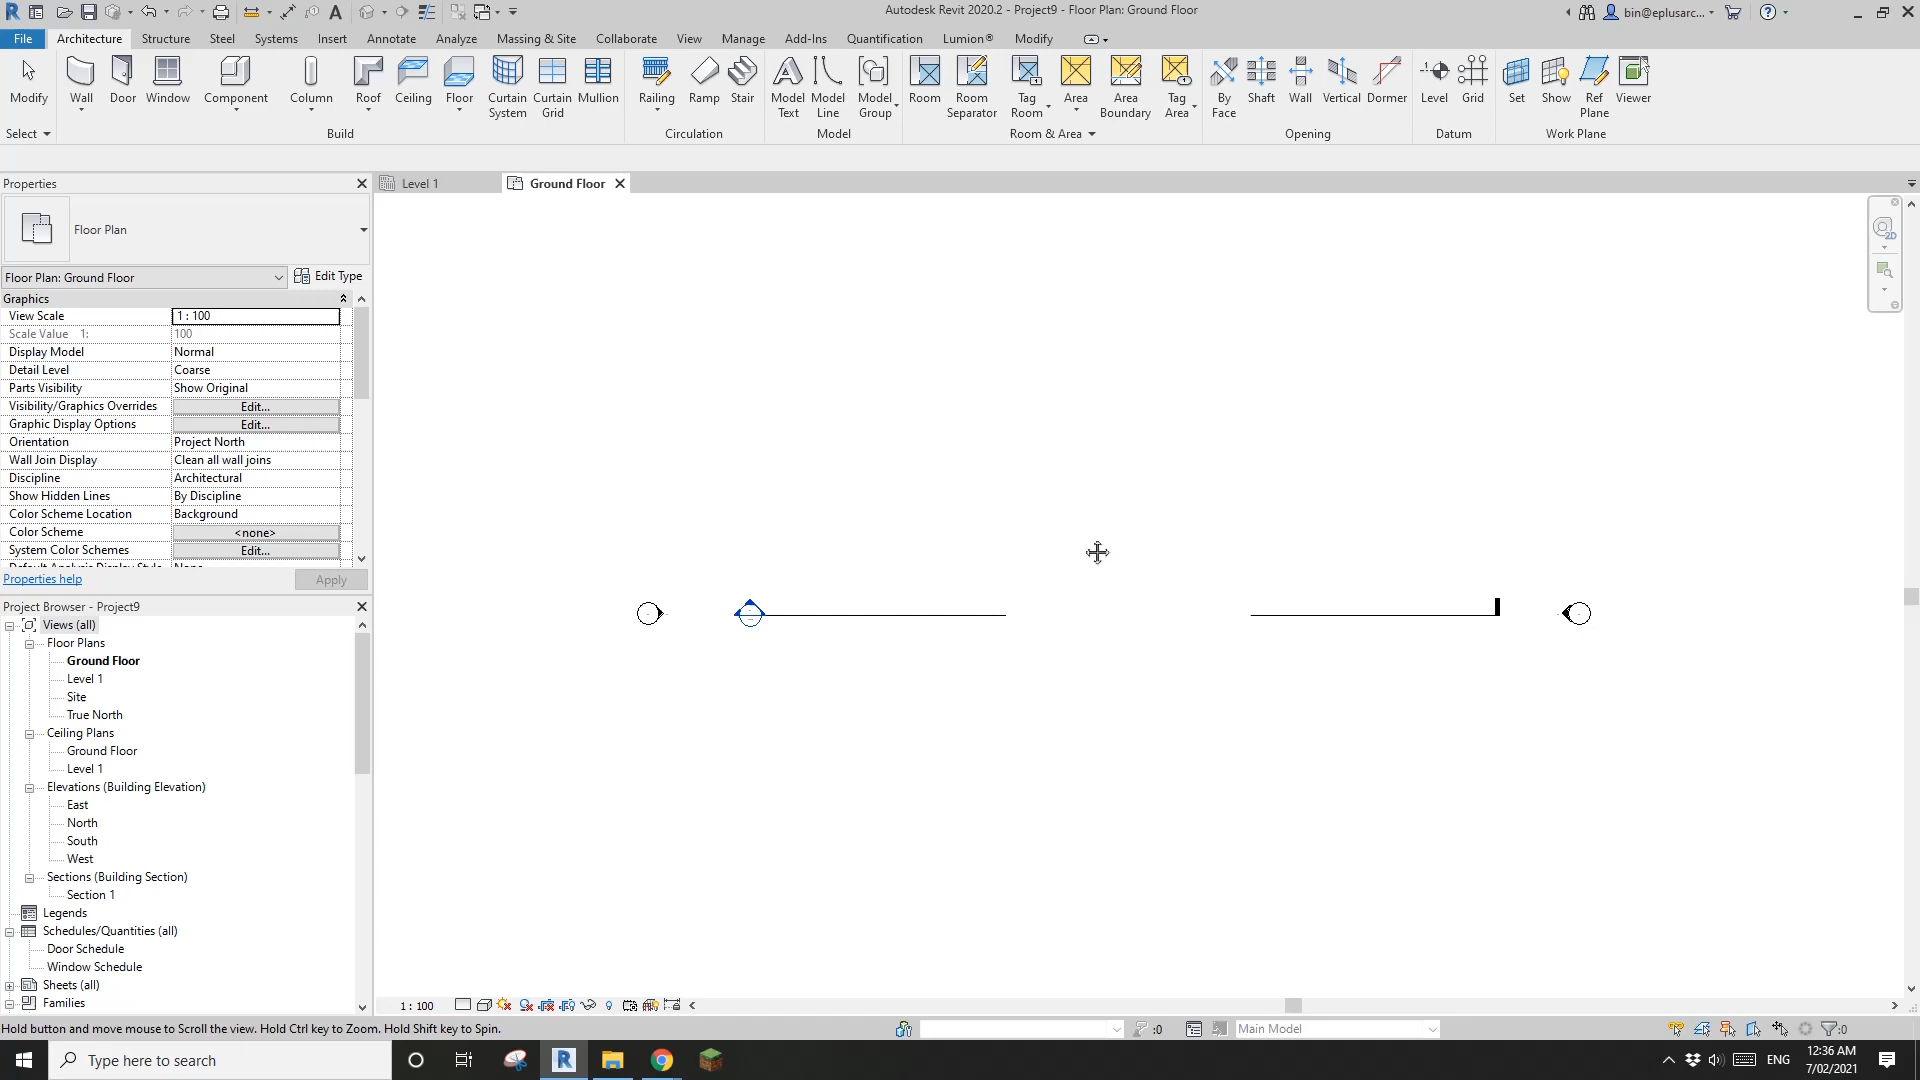 Autodesk Revit 2020.2 - Project9 - Floor Plan: Ground Floor
bin@eplusarc...
File Architecture Structure Steel Systems Insert Annotate Analyze Massing & Site Collaborate View Manage Add-Ins Quantification Lumion® Modify
Modify
Wall
Door
Window
Component
Column
Roof
Ceiling
Floor
Curtain System
Curtain Grid
Mullion
Railing
Ramp
Stair
Model Text
Model Line
Model Group
Room
Room Separator
Tag Room
Area
Area Boundary
Tag Area
By Face
Shaft
Wall
Vertical
Dormer
Level
Grid
Set
Show
Ref Plane
Viewer
Select
Build
Circulation
Model
Room & Area
Opening
Datum
Work Plane
Properties
Level 1
Ground Floor
Floor Plan
Floor Plan: Ground Floor
Edit Type
Graphics
View Scale 1 : 100
Scale Value 1: 100
Display Model Normal
Detail Level Coarse
Parts Visibility Show Original
Visibility/Graphics Overrides Edit...
Graphic Display Options Edit...
Orientation Project North
Wall Join Display Clean all wall joins
Discipline Architectural
Show Hidden Lines By Discipline
Color Scheme Location Background
Color Scheme <none>
System Color Schemes Edit...
Default Analysis Display Style None
Properties help
Apply
Project Browser - Project9
Views (all)
Floor Plans
Ground Floor
Level 1
Site
True North
Ceiling Plans
Ground Floor
Level 1
Elevations (Building Elevation)
East
North
South
West
Sections (Building Section)
Section 1
Legends
Schedules/Quantities (all)
Door Schedule
Window Schedule
Sheets (all)
Families
2D
1 : 100
Hold button and move mouse to Scroll the view. Hold Ctrl key to Zoom. Hold Shift key to Spin.
:0
Main Model
:0
Type here to search
ENG
12:36 AM
7/02/2021